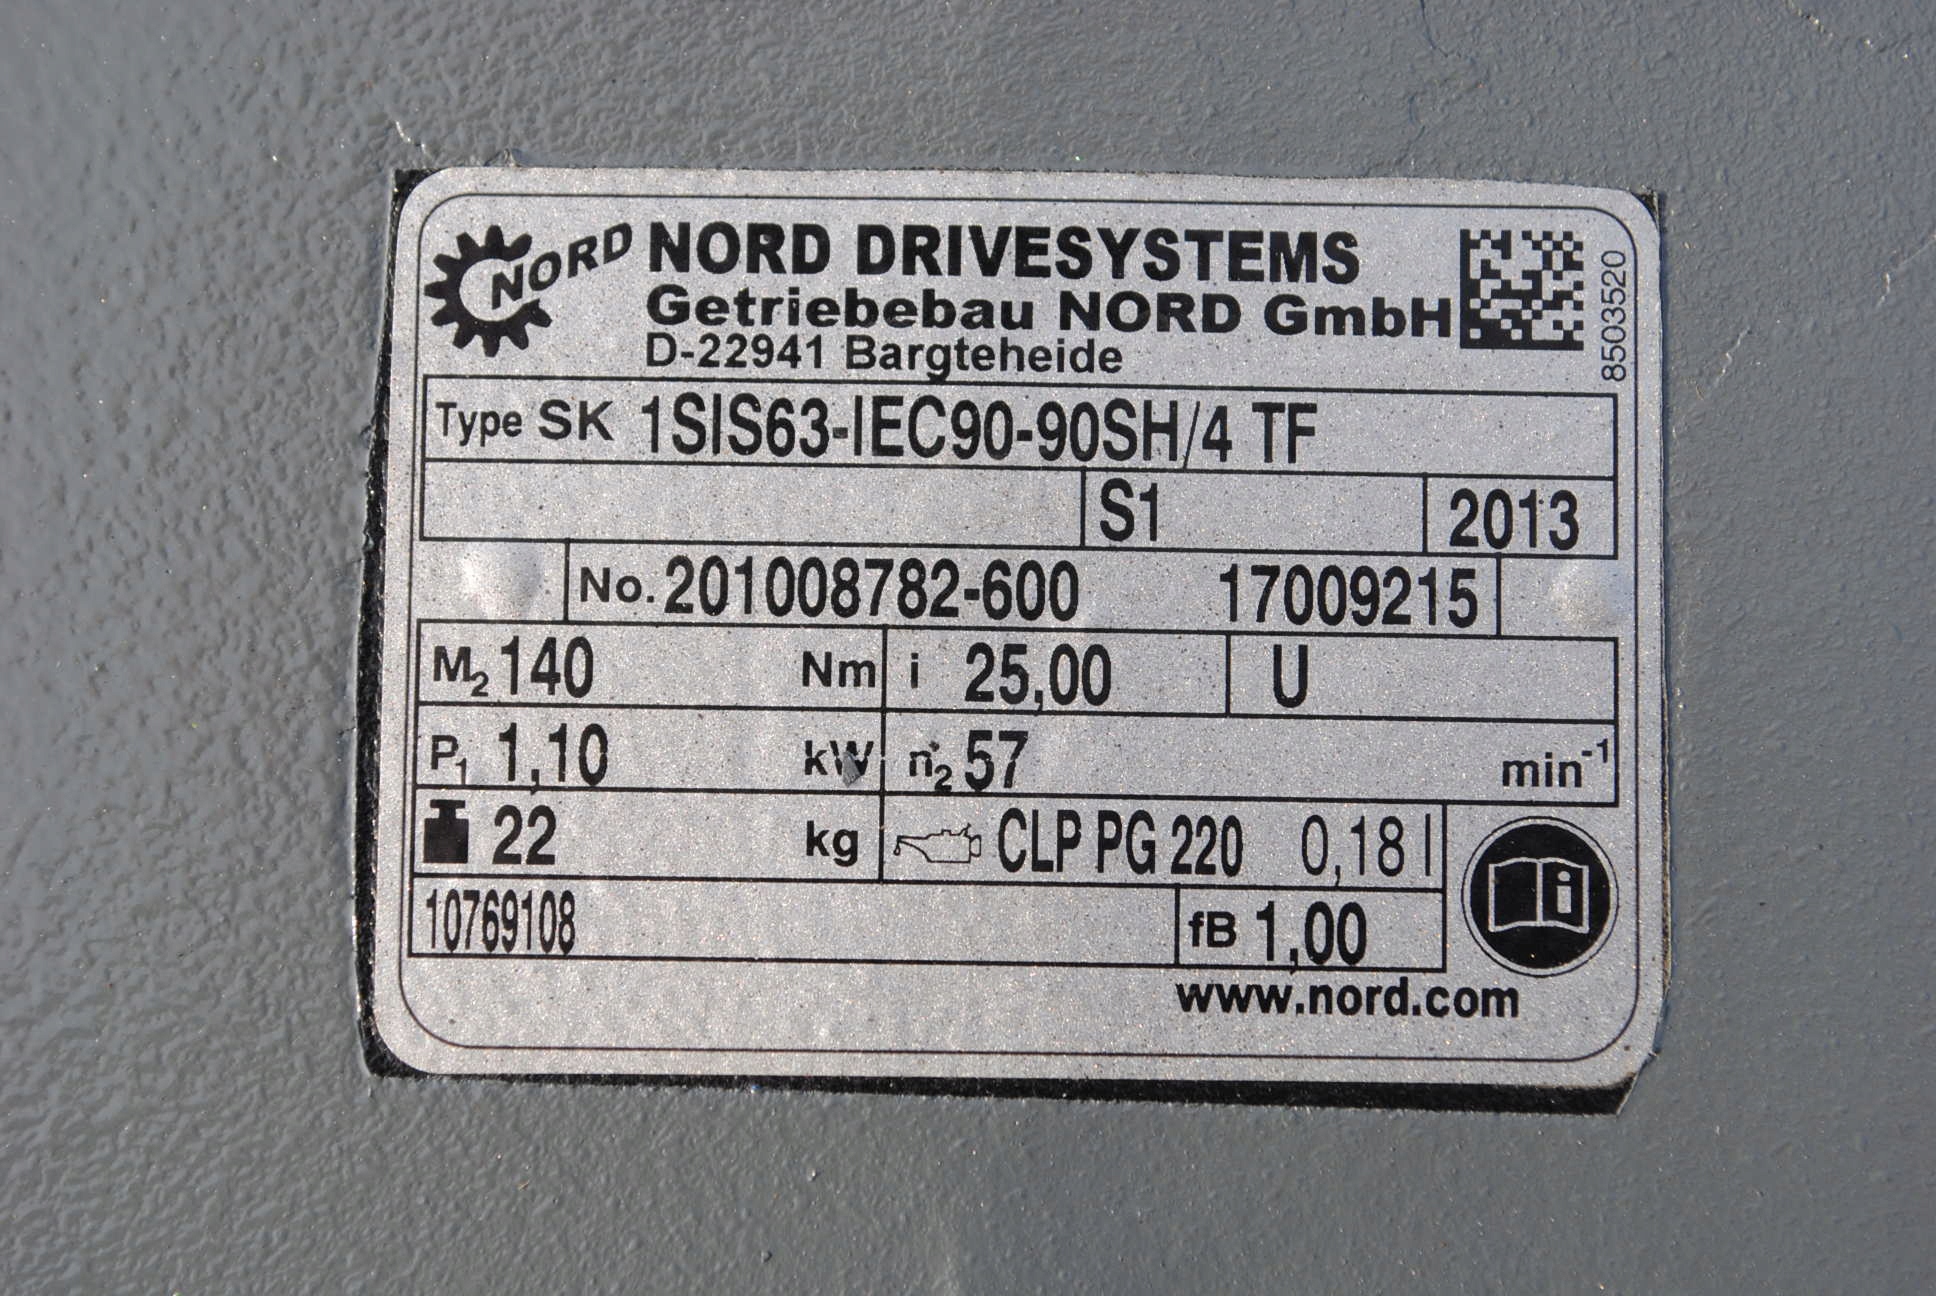 NORD NORD DRIVESYSTEMS
Getriebebau NORD GmbH
D-22941 Bargteheide
8503520
Type SK 1SIS63-IEC90-90SH/4 TF
S1 2013
No. 201008782-600 17009215
M2 140 Nm i 25,00 U
P1 1,10 kW n2 57 min-1
22 kg CLP PG 220 0,18 l
10769108 fB 1,00
i
www.nord.com